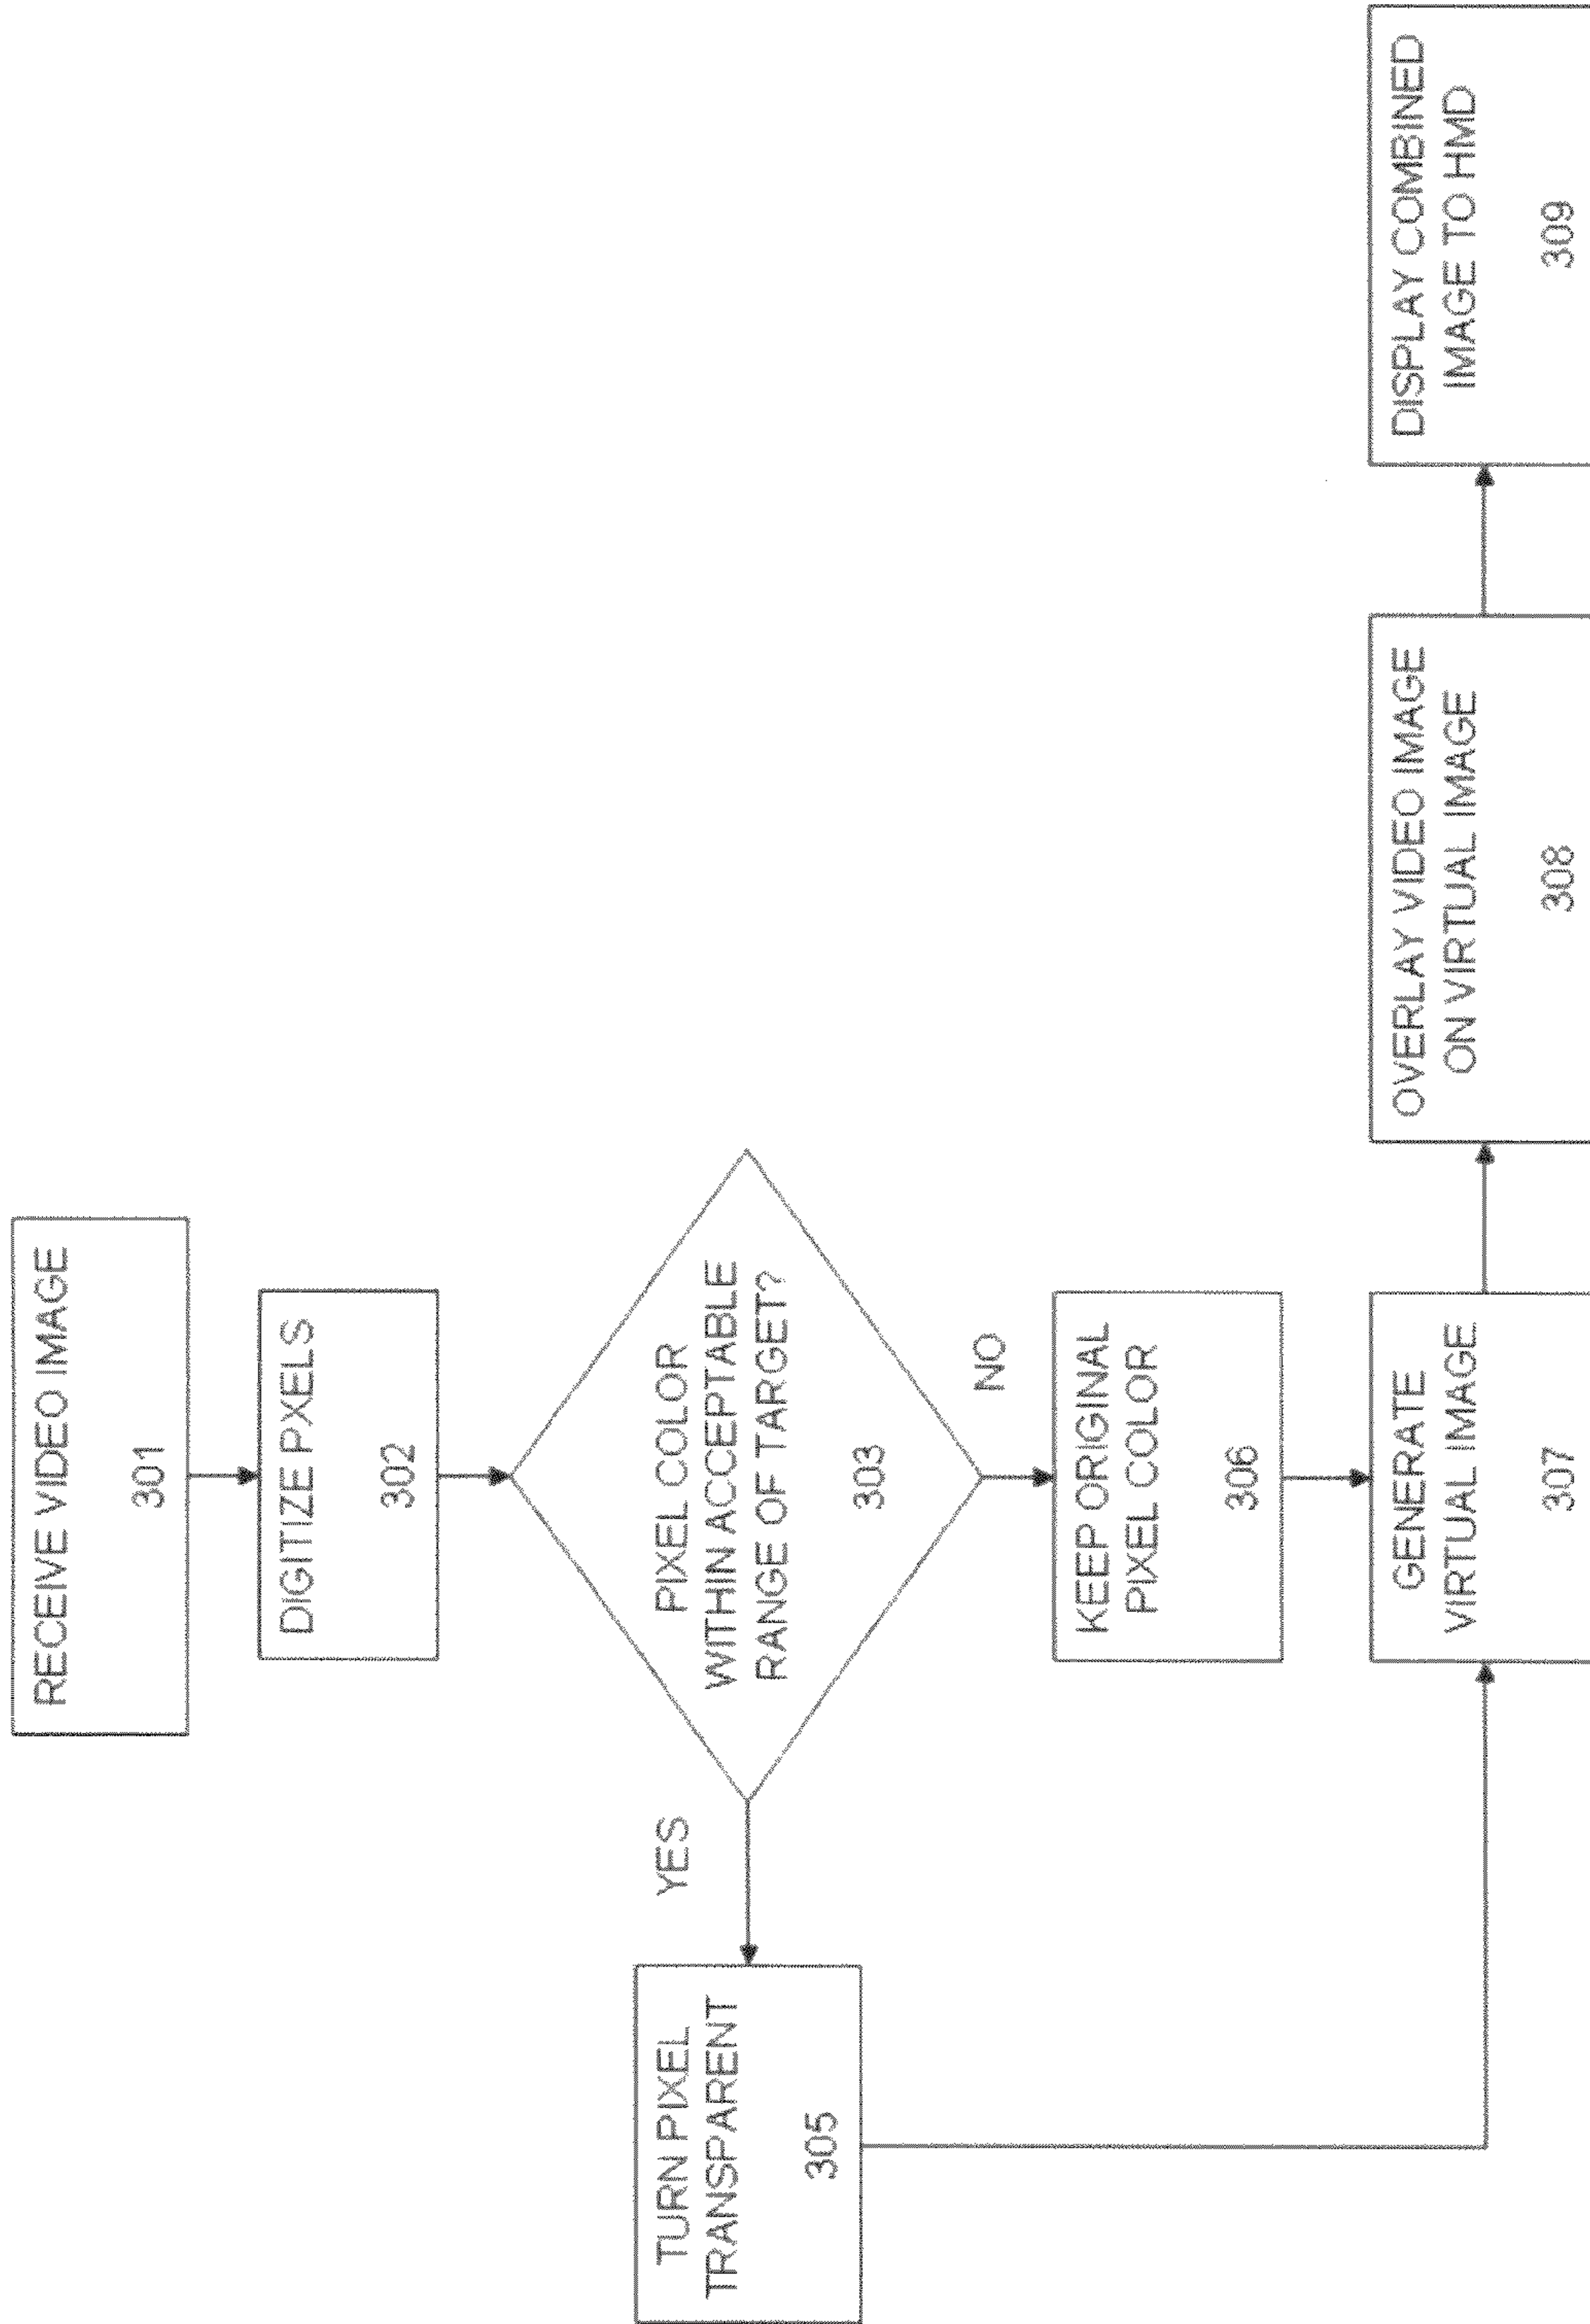 RECEIVE VIDEO IMAGE
301
DIGITIZE PXELS
302
PIXEL COLOR
WITHIN ACCEPTABLE
RANGE OF TARGET?
303
YES
NO
TURN PIXEL
TRANSPARENT
305
KEEP ORIGINAL
PIXEL COLOR
306
GENERATE
VIRTUAL IMAGE
307
OVERLAY VIDEO IMAGE
ON VIRTUAL IMAGE
308
DISPLAY COMBINED
IMAGE TO HMD
309